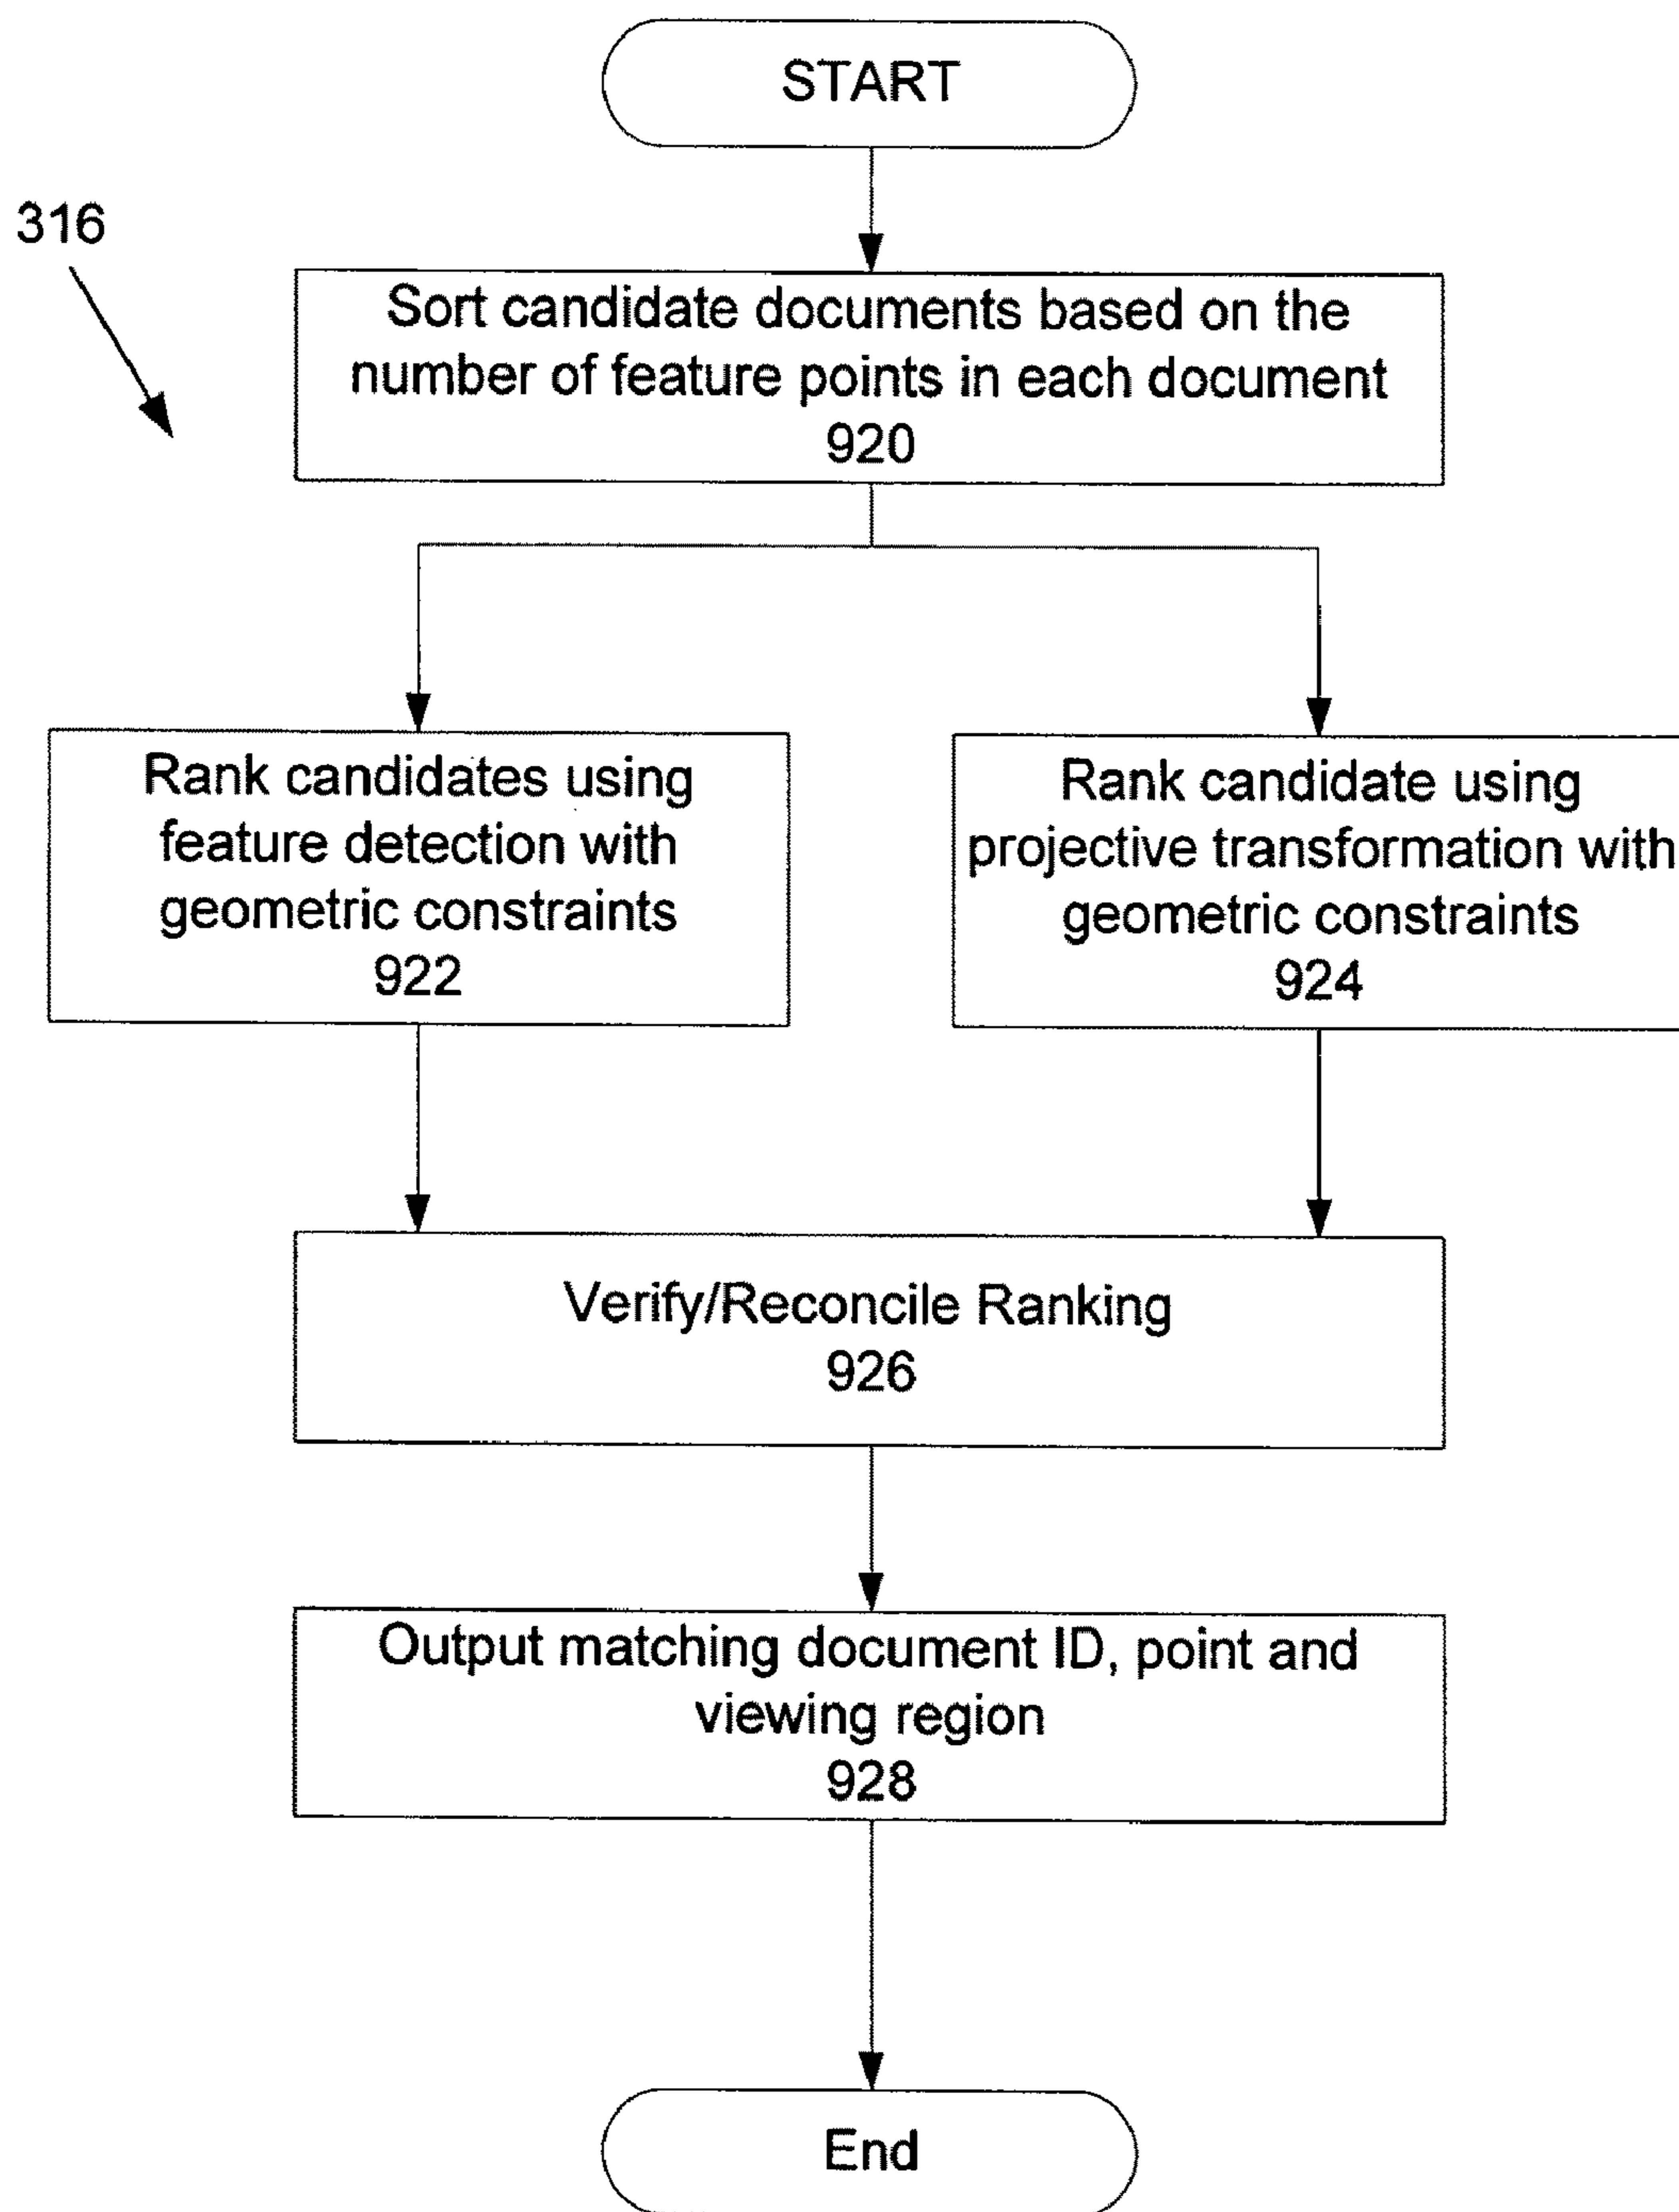 START
316
Sort candidate documents based on the
number of feature points in each document
920
Rank candidates using
feature detection with
geometric constraints
922
Rank candidate using
projective transformation with
geometric constraints
924
Verify/Reconcile Ranking
926
Output matching document ID, point and
viewing region
928
End